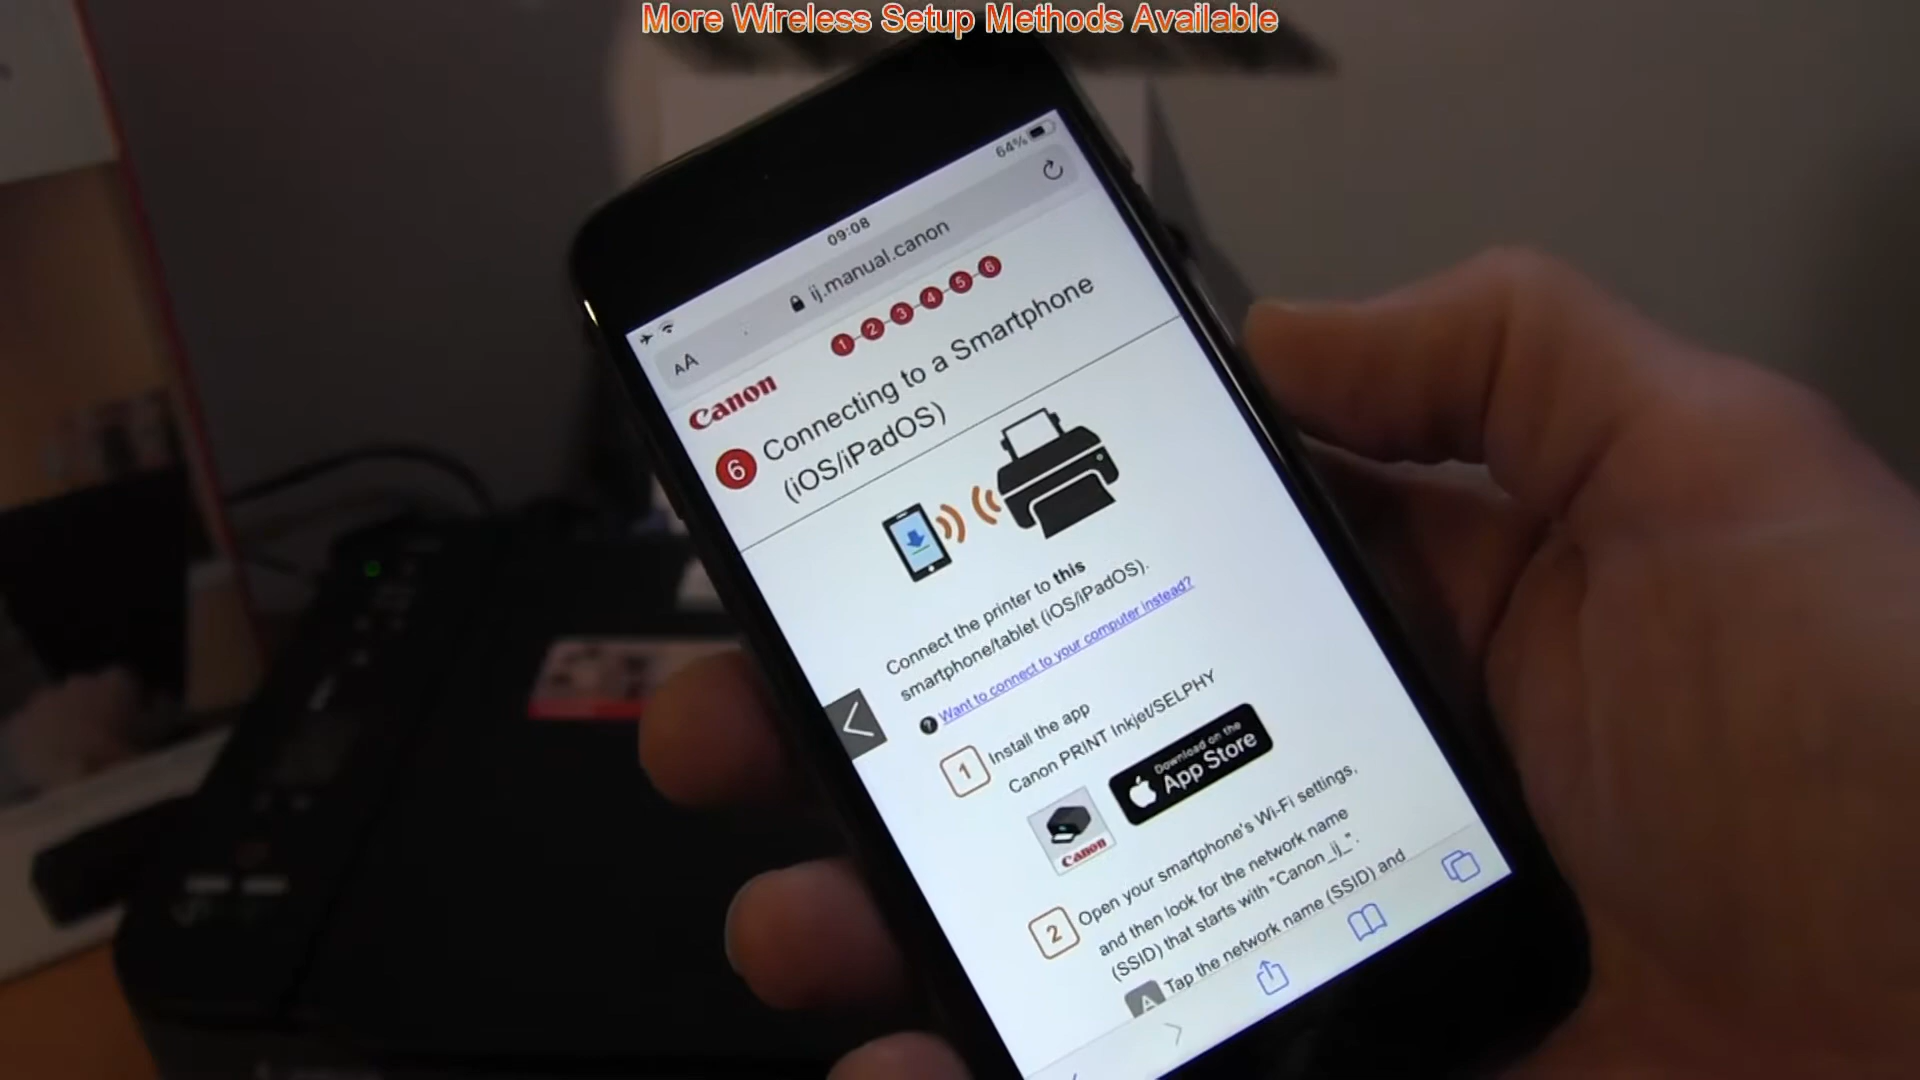 More Wireless Setup Methods Available
09:08
64%
AA
ij.manual.canon
1 2 3 4 5 6
Canon
6 Connecting to a Smartphone
(iOS/iPadOS)
Connect the printer to this
smartphone/tablet (iOS/iPadOS).
? Want to connect to your computer instead?
1 Install the app
Canon PRINT Inkjet/SELPHY
Canon
Download on the
App Store
2 Open your smartphone's Wi-Fi settings,
and then look for the network name
(SSID) that starts with "Canon_ij_".
A Tap the network name (SSID) and